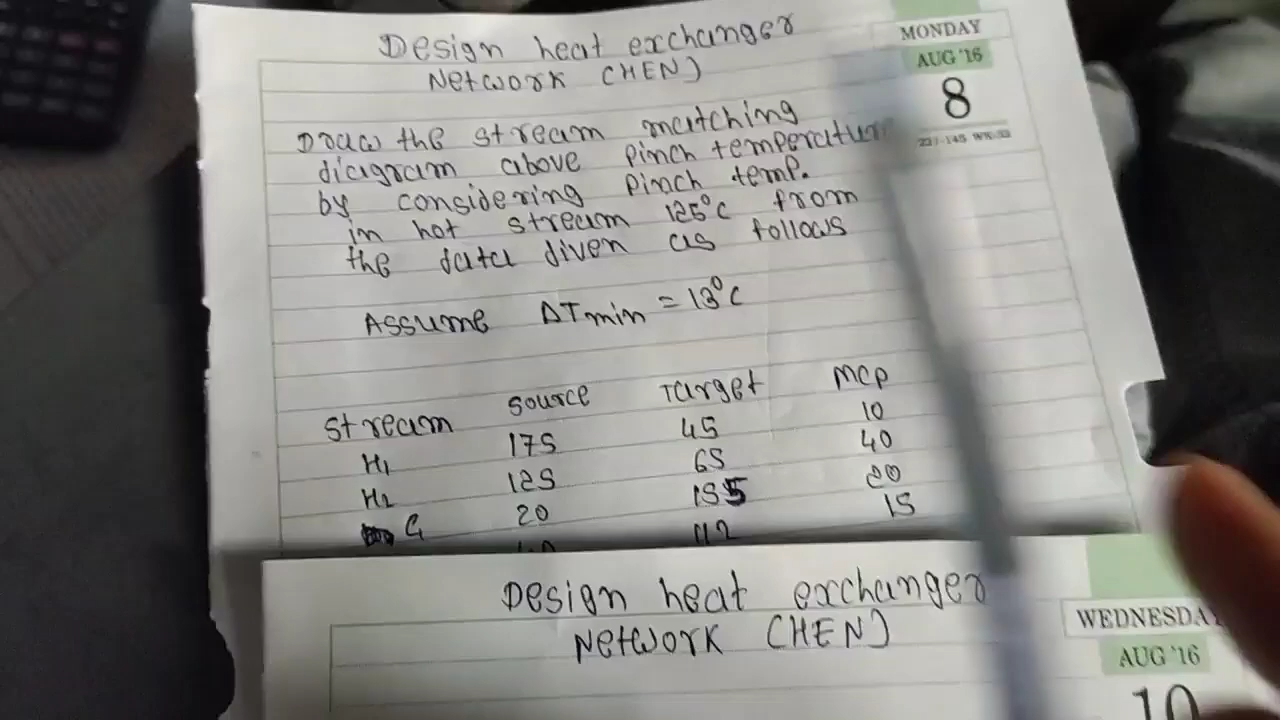 Design heat exchanger
Network (HEN)
MONDAY
AUG '16
8
Draw the stream matching
diagram above pinch temperature
by considering pinch temp.
in hot stream 125°C from
the data given as follows
Assume ΔTmin = 13°C
Stream Source Target MCP
H1 175 45 10
H2 125 65 40
C1 20 155 20
40 112 15
Design heat exchanger
Network (HEN)
WEDNESDAY
AUG '16
10